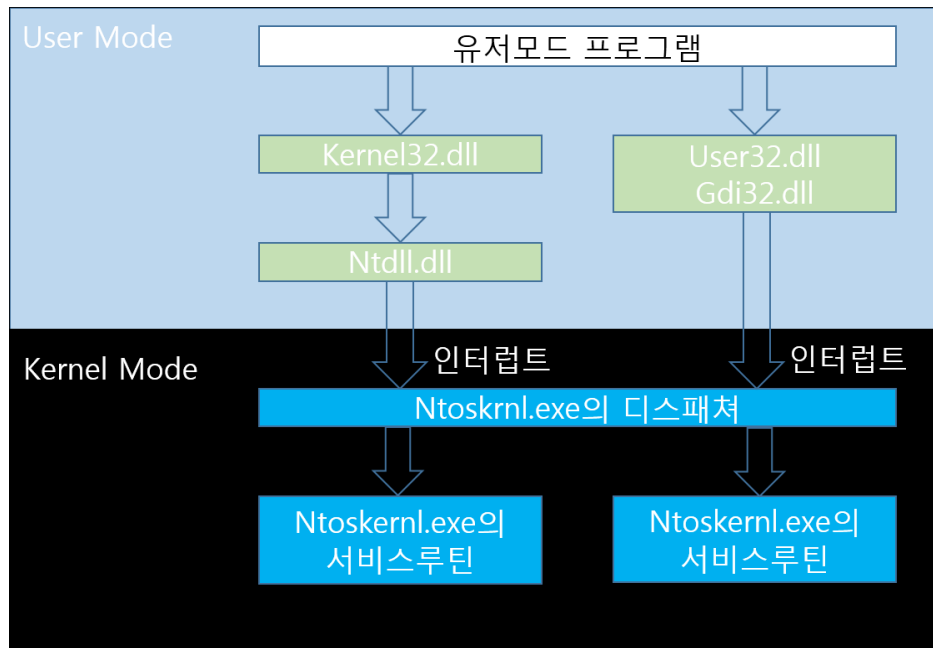 User Mode
유저모드 프로그램
Kernel32.dll
User32.dll
Gdi32.dll
Ntdll.dll
Kernel Mode
인터럽트
인터럽트
Ntoskrnl.exe의 디스패쳐
Ntoskernl.exe의
서비스루틴
Ntoskernl.exe의
서비스루틴